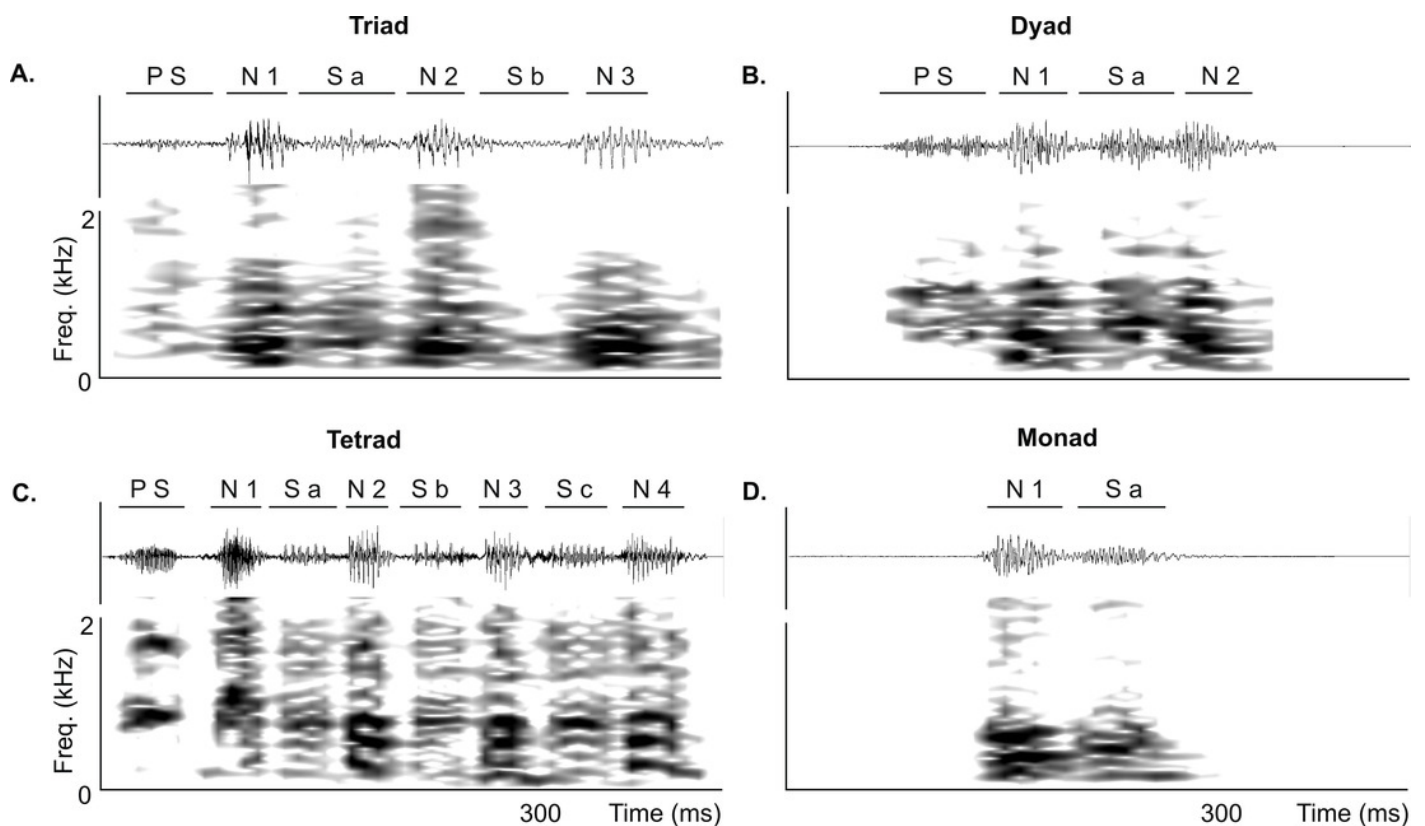 Triad
A.
P S N 1 S a N 2 S b N 3
2
Freq. (kHz)
0
Dyad
B.
P S N 1 S a N 2
Tetrad
C.
P S N 1 S a N 2 S b N 3 S c N 4
2
Freq. (kHz)
0
300 Time (ms)
Monad
D.
N 1 S a
300 Time (ms)